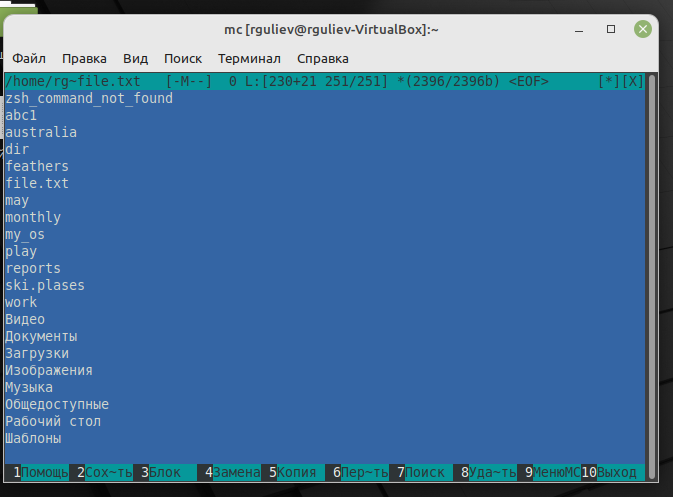 mc [rguliev@rguliev-VirtualBox]:~
Файл Правка Вид Поиск Терминал Справка
/home/rg~file.txt [-M--] 0 L:[230+21 251/251] *(2396/2396b) <EOF> [*][X]
zsh_command_not_found
abc1
australia
dir
feathers
file.txt
may
monthly
my_os
play
reports
ski.plases
work
Видео
Документы
Загрузки
Изображения
Музыка
Общедоступные
Рабочий стол
Шаблоны
1Помощь 2Сох~ть 3Блок 4Замена 5Копия 6Пер~ть 7Поиск 8Уда~ть 9МенюMC 10Выход